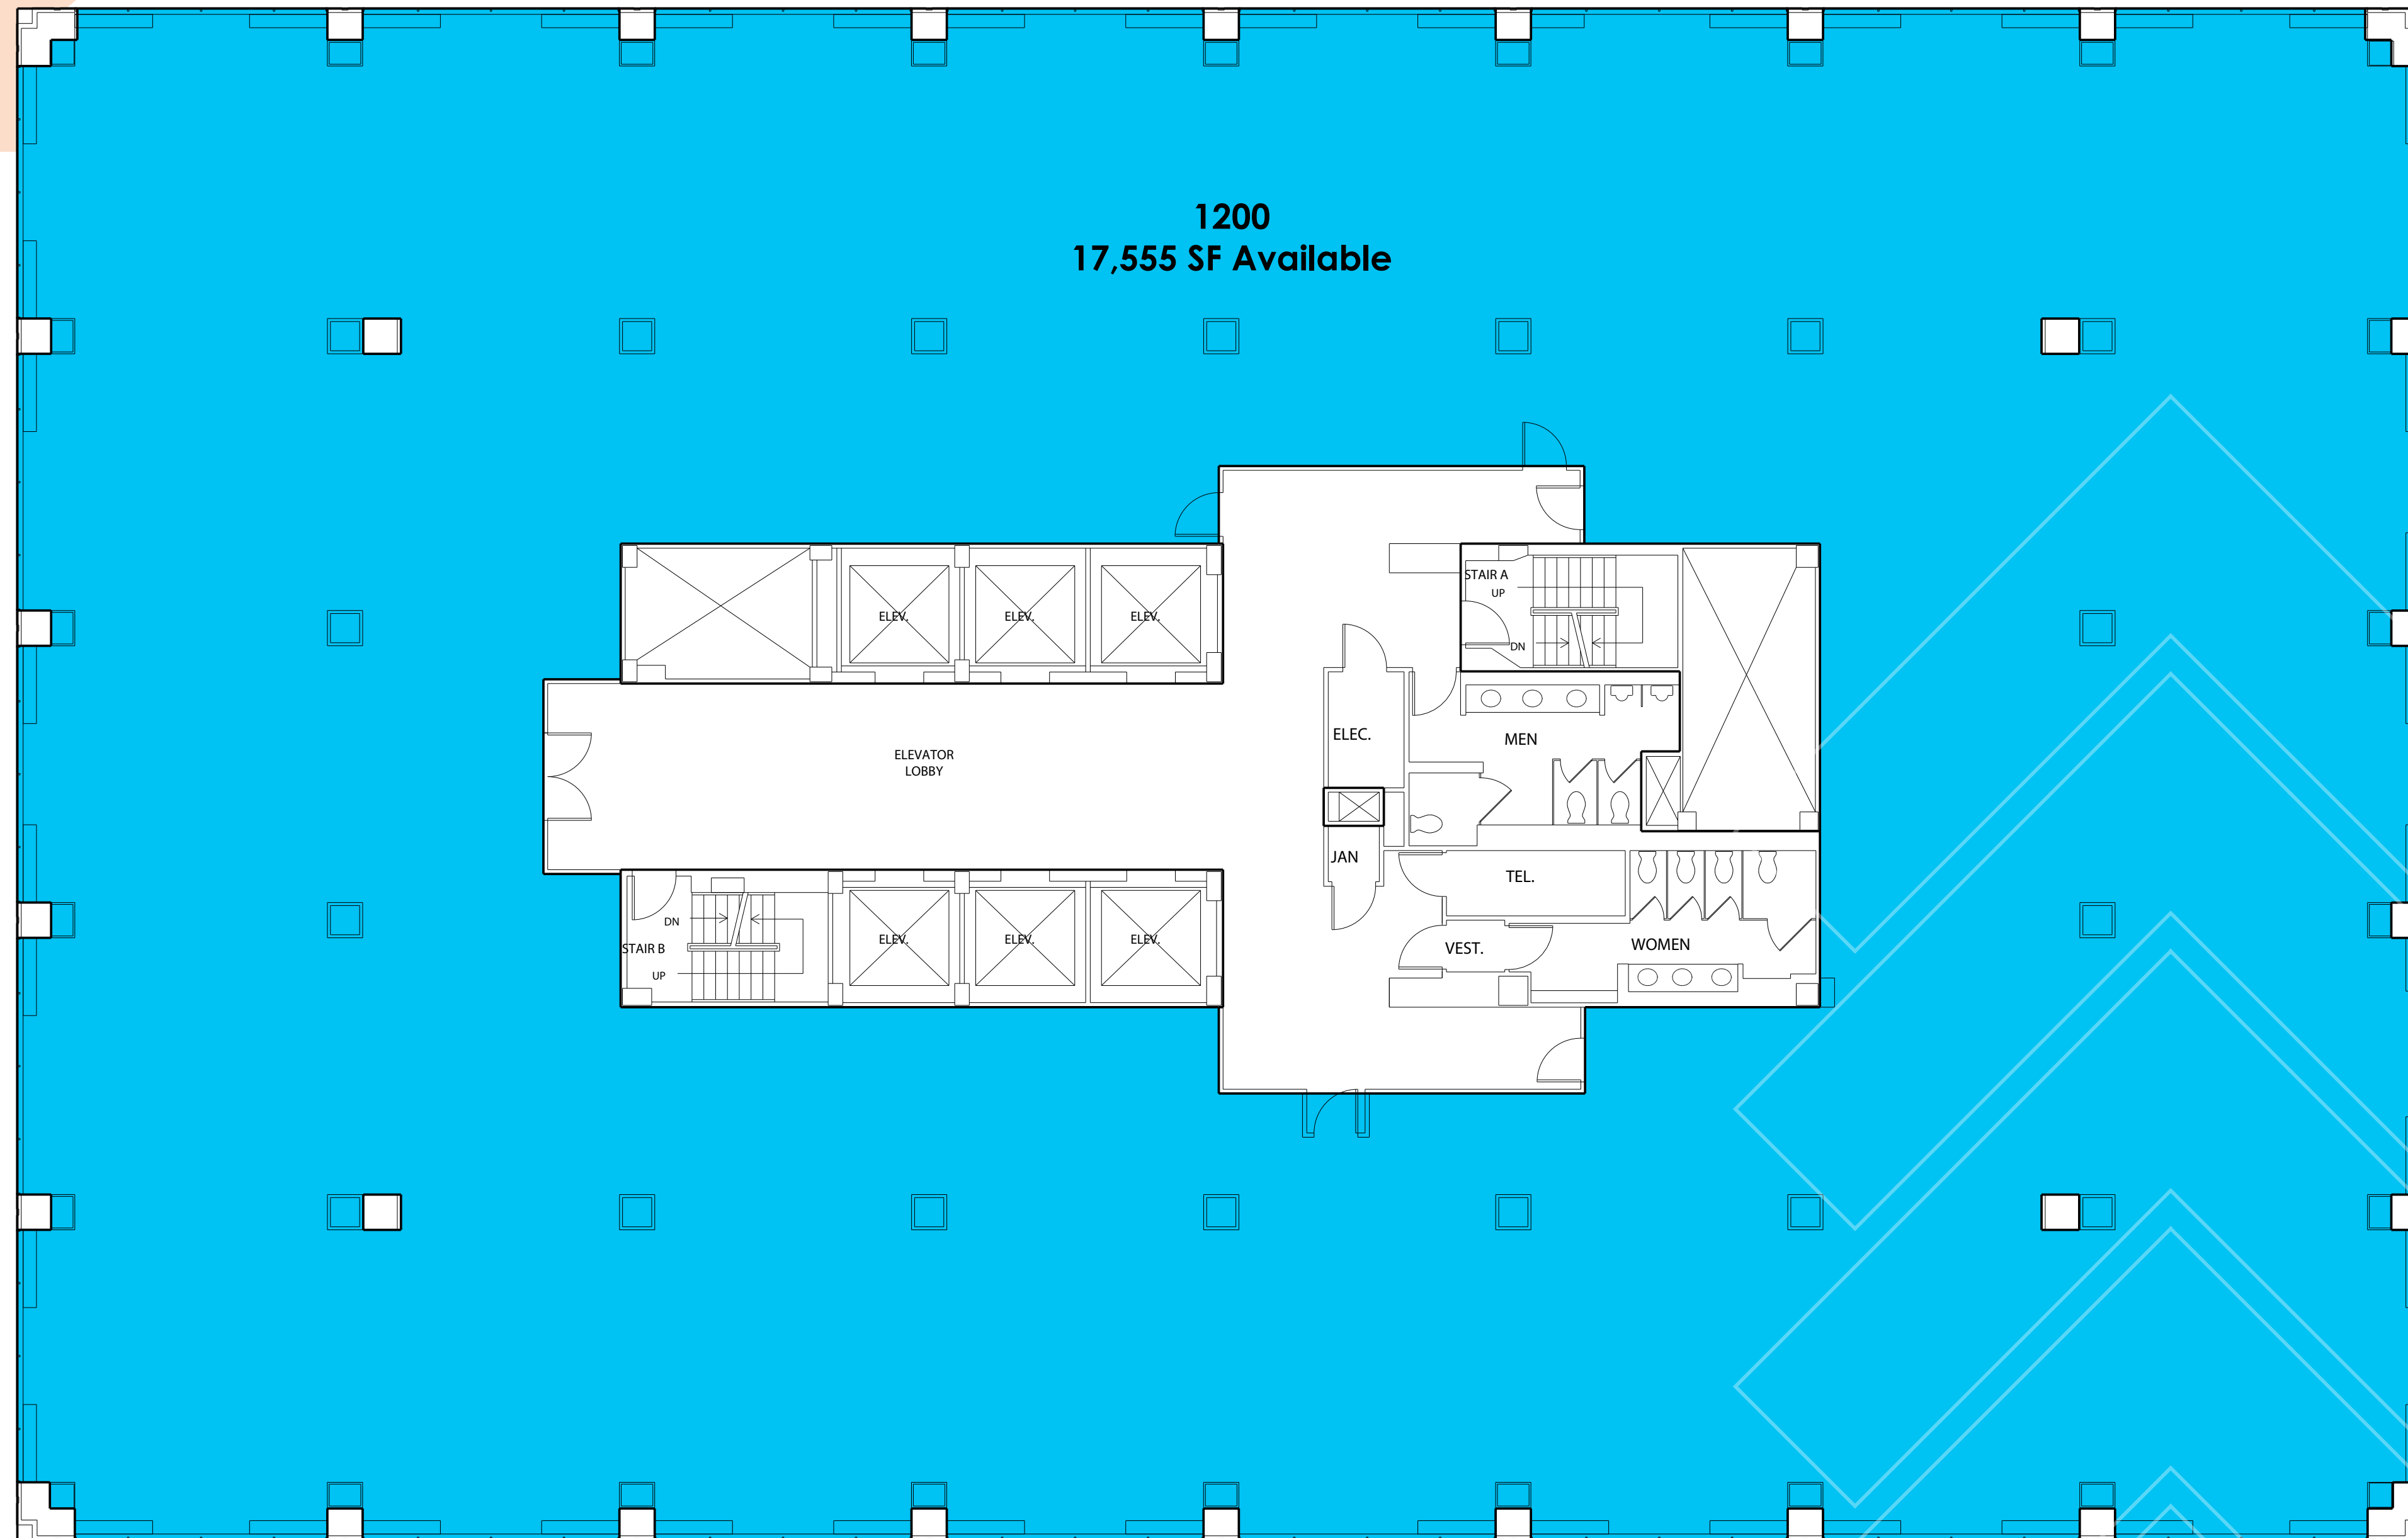 1200
17,555 SF Available
STAIR A
UP
DN
ELEV.
ELEV.
ELEV.
ELEC.
MEN
ELEVATOR
LOBBY
JAN
TEL.
DN
STAIR B
UP
ELEV.
ELEV.
ELEV.
VEST.
WOMEN